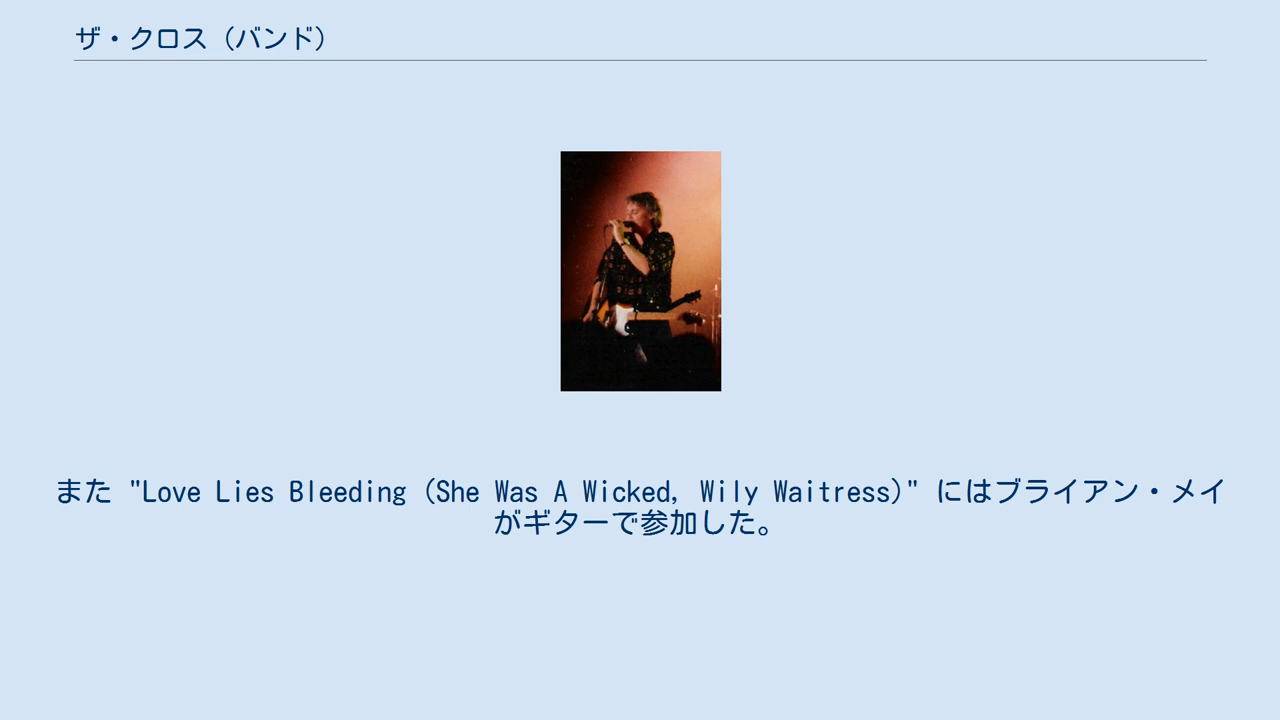 ザ・クロス（バンド）
また "Love Lies Bleeding (She Was A Wicked, Wily Waitress)" にはブライアン・メイ
がギターで参加した。